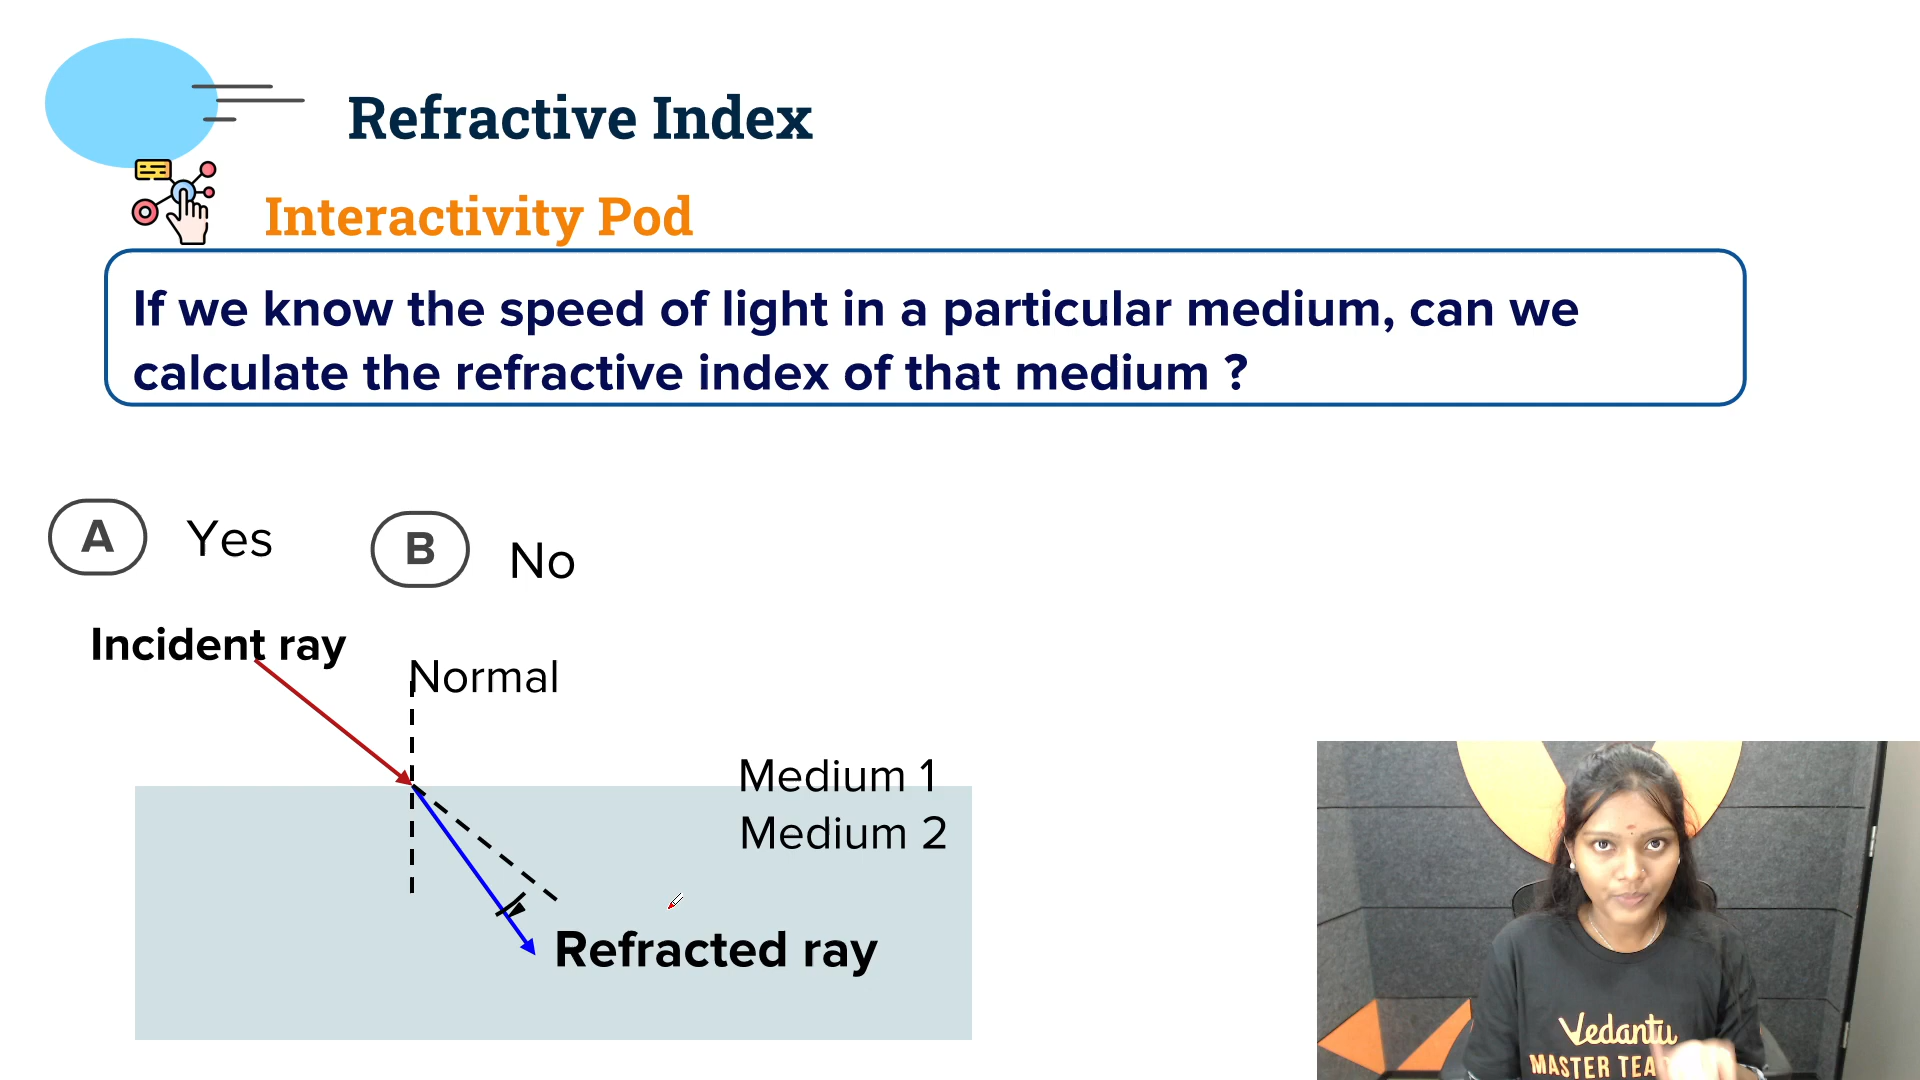 Refractive Index
Interactivity Pod
If we know the speed of light in a particular medium, can we
calculate the refractive index of that medium ?
A Yes
B No
Incident ray
Normal
Medium 1
Medium 2
Refracted ray
Vedantu
MASTER